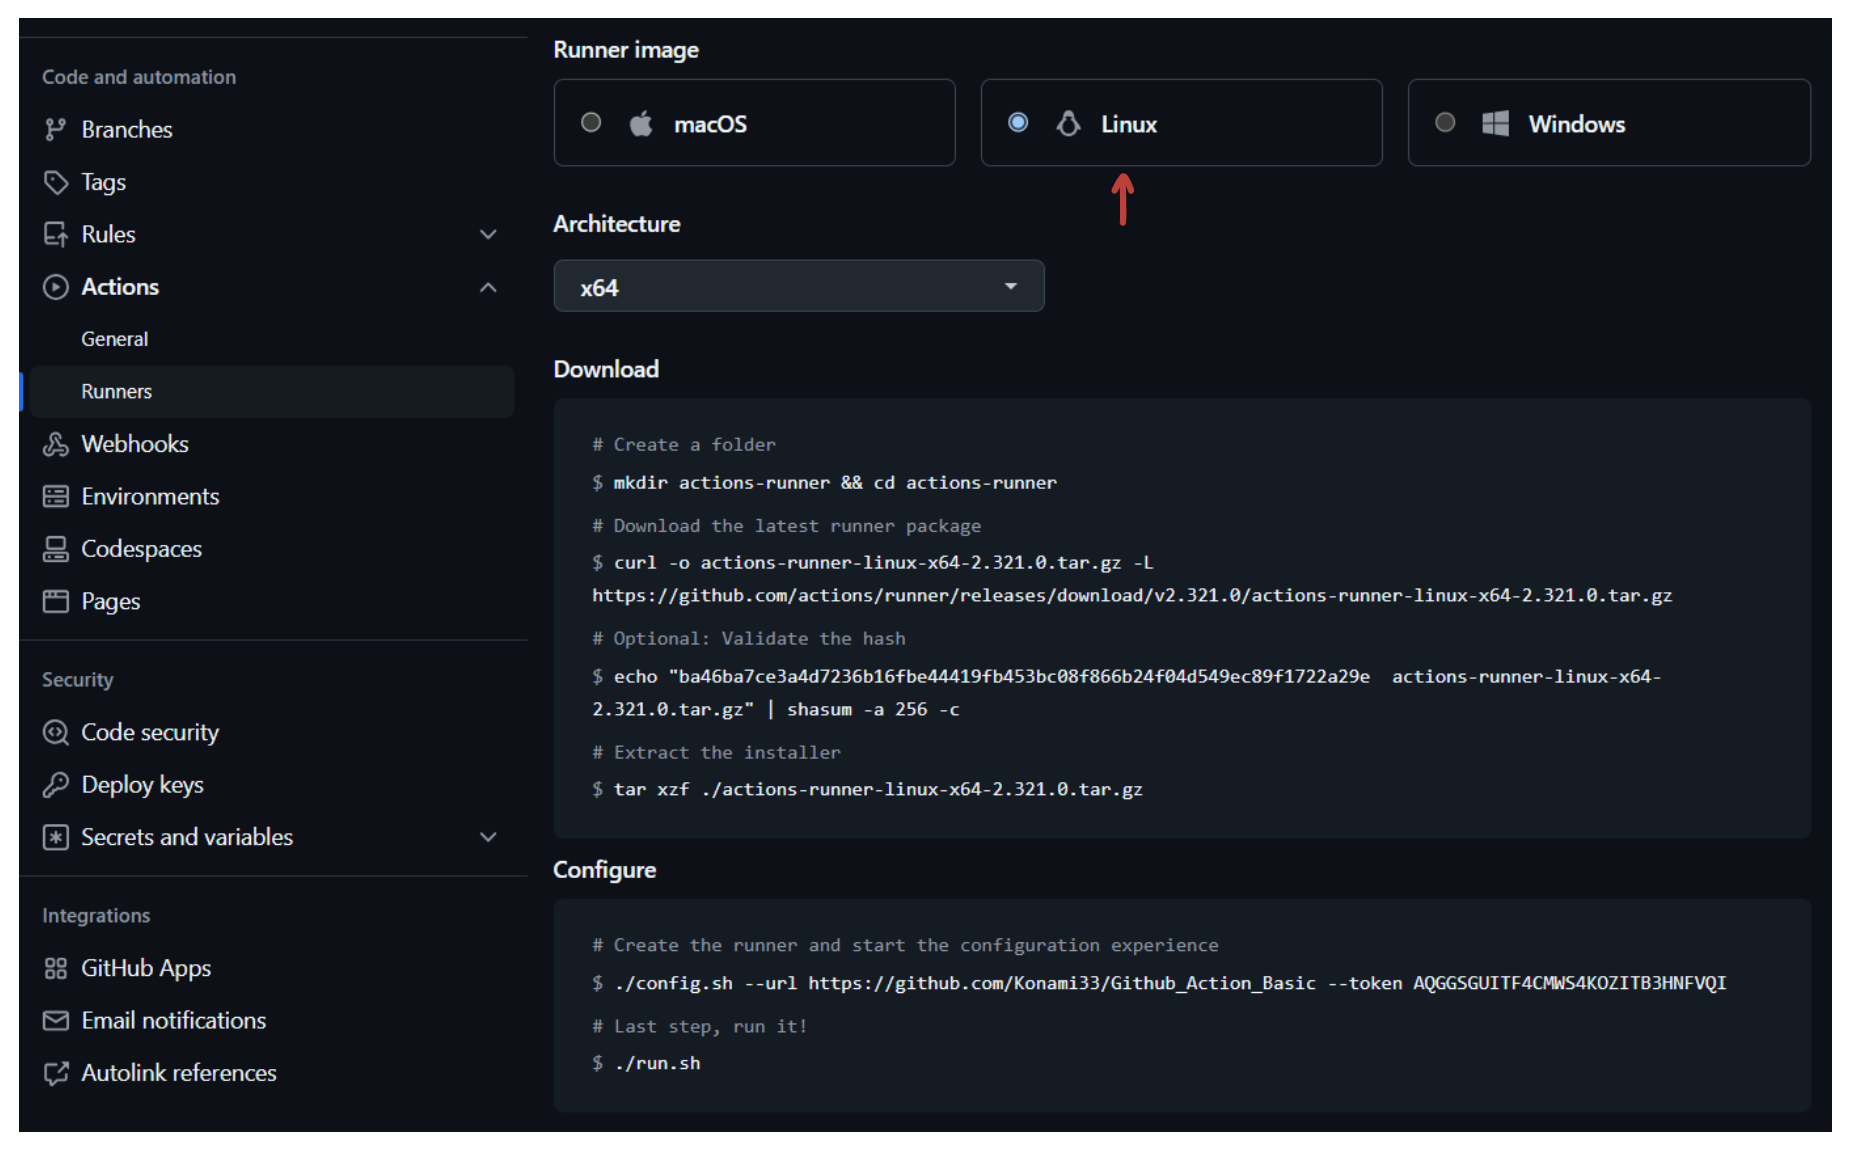 Code and automation
Branches
Tags
Rules
Actions
General
Runners
Webhooks
Environments
Codespaces
Pages
Security
Code security
Deploy keys
Secrets and variables
Integrations
GitHub Apps
Email notifications
Autolink references
Runner image
macOS
Linux
Windows
Architecture
x64
Download
# Create a folder
$ mkdir actions-runner && cd actions-runner
# Download the latest runner package
$ curl -o actions-runner-linux-x64-2.321.0.tar.gz -L
https://github.com/actions/runner/releases/download/v2.321.0/actions-runner-linux-x64-2.321.0.tar.gz
# Optional: Validate the hash
$ echo "ba46ba7ce3a4d7236b16fbe44419fb453bc08f866b24f04d549ec89f1722a29e  actions-runner-linux-x64-
2.321.0.tar.gz" | shasum -a 256 -c
# Extract the installer
$ tar xzf ./actions-runner-linux-x64-2.321.0.tar.gz
Configure
# Create the runner and start the configuration experience
$ ./config.sh --url https://github.com/Konami33/Github_Action_Basic --token AQGGSGUITF4CMWS4KOZITB3HNFVQI
# Last step, run it!
$ ./run.sh